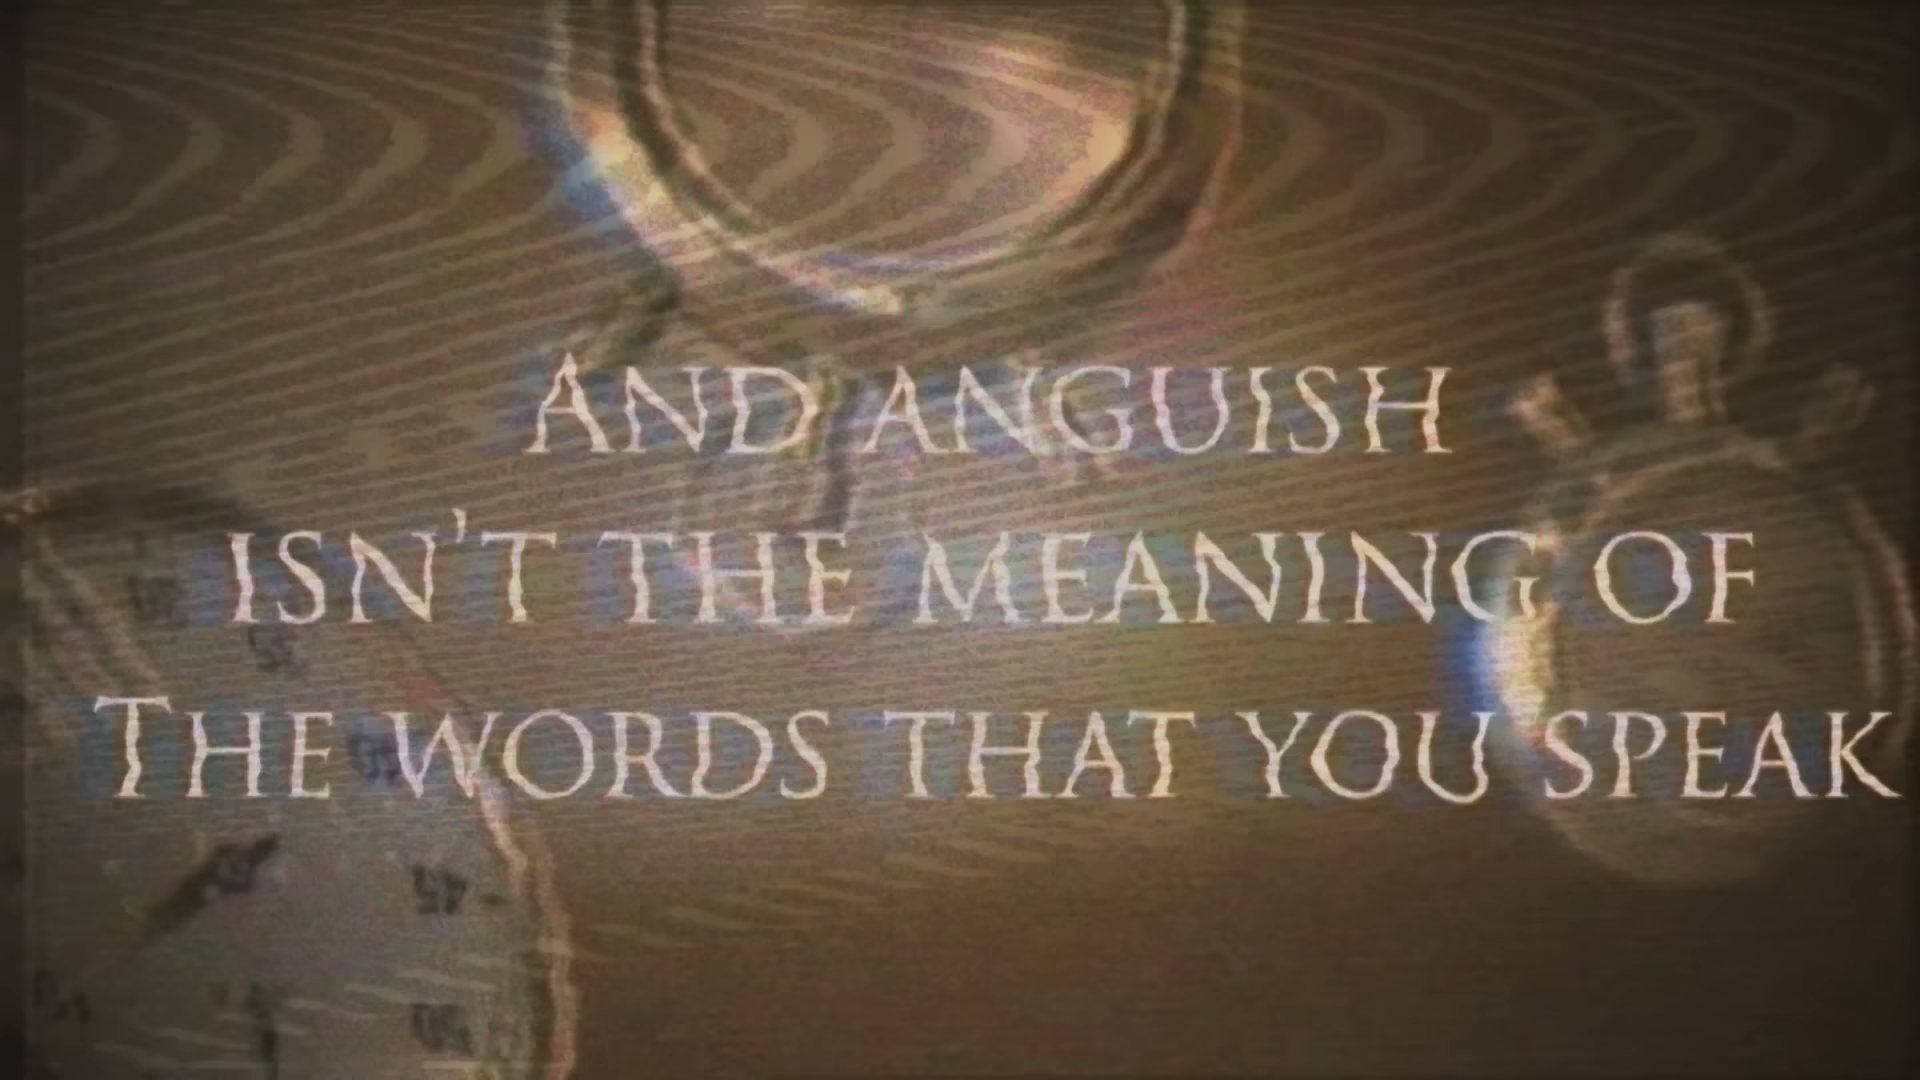 And anguish
isn't the meaning of
The words that you speak